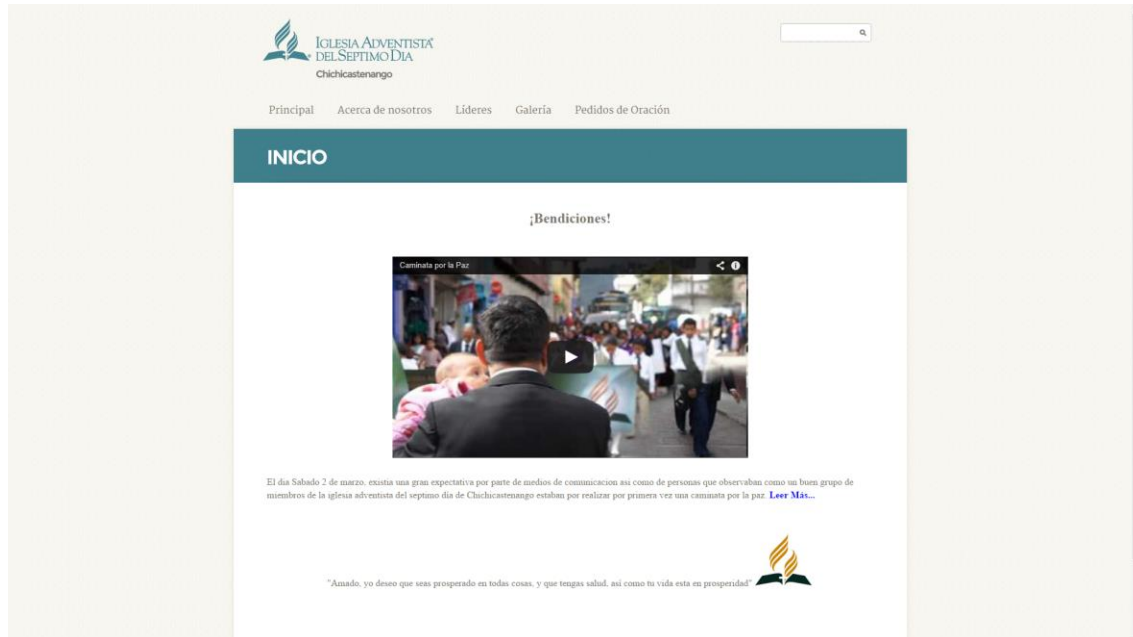 IGLESIA ADVENTISTA®
DEL SEPTIMO DIA
Chichicastenango
Principal Acerca de nosotros Líderes Galería Pedidos de Oración
INICIO
¡Bendiciones!
Caminata por la Paz
El dia Sabado 2 de marzo, existia una gran expectativa por parte de medios de comunicacion asi como de personas que observaban como un buen grupo de
miembros de la iglesia adventista del septimo día de Chichicastenango estaban por realizar por primera vez una caminata por la paz. Leer Más...
"Amado, yo deseo que seas prosperado en todas cosas, y que tengas salud, asi como tu vida esta en prosperidad"